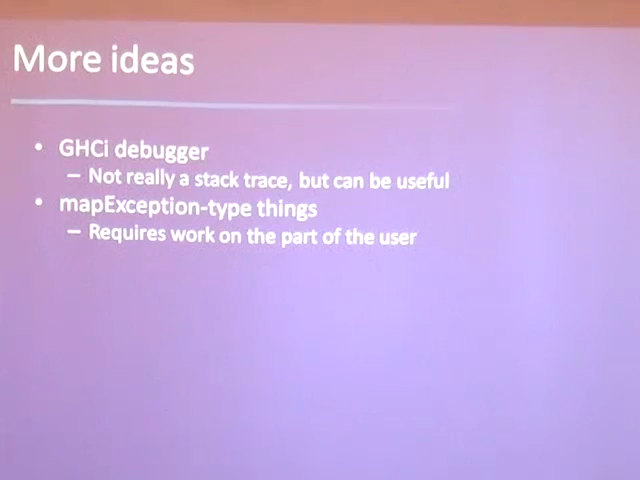 More ideas
• GHCi debugger
– Not really a stack trace, but can be useful
• mapException-type things
– Requires work on the part of the user